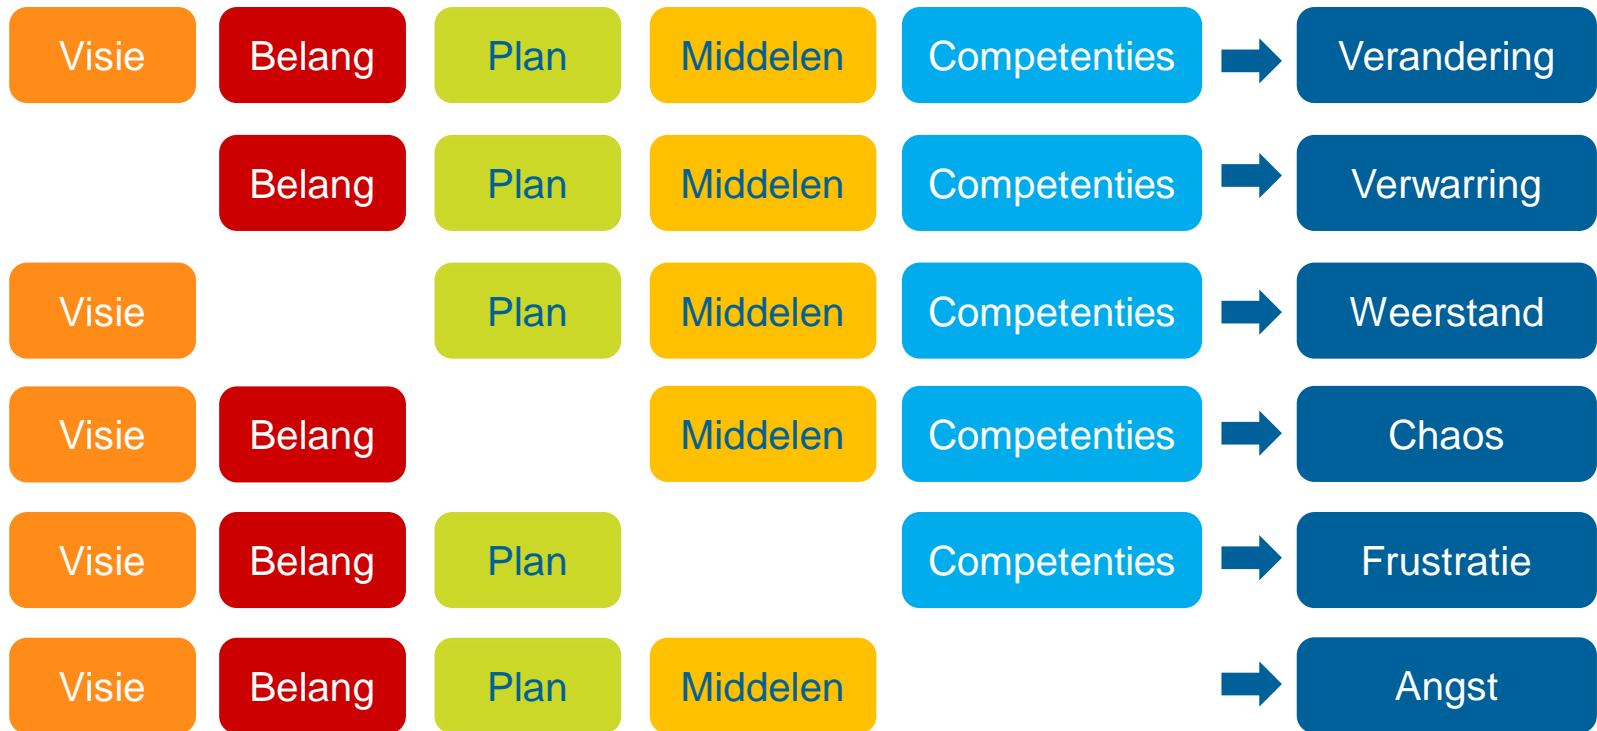 Visie Belang Plan Middelen Competenties Verandering
Belang Plan Middelen Competenties Verwarring
Visie Plan Middelen Competenties Weerstand
Visie Belang Middelen Competenties Chaos
Visie Belang Plan Competenties Frustratie
Visie Belang Plan Middelen Angst